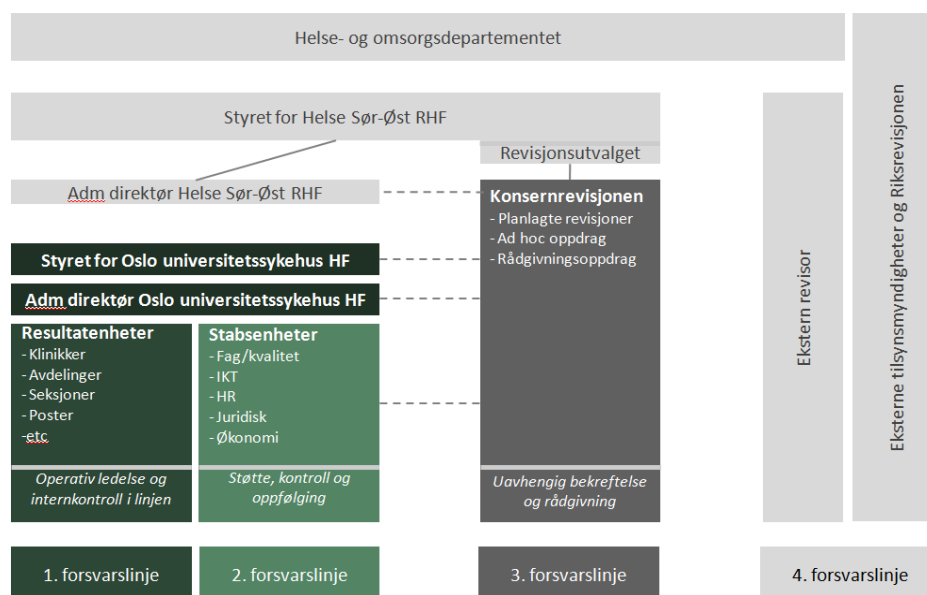 Helse- og omsorgsdepartementet
Styret for Helse Sør-Øst RHF
Revisjonsutvalget
Adm direktør Helse Sør-Øst RHF
Konsernrevisjonen
- Planlagte revisjoner
- Ad hoc oppdrag
- Rådgivningsoppdrag
Styret for Oslo universitetssykehus HF
Adm direktør Oslo universitetssykehus HF
Resultatenheter
- Klinikker
- Avdelinger
- Seksjoner
- Poster
-etc
Operativ ledelse og
internkontroll i linjen
Stabsenheter
- Fag/kvalitet
- IKT
- HR
- Juridisk
- Økonomi
Støtte, kontroll og
oppfølging
Uavhengig bekreftelse
og rådgivning
Ekstern revisor
Eksterne tilsynsmyndigheter og Riksrevisjonen
1. forsvarslinje
2. forsvarslinje
3. forsvarslinje
4. forsvarslinje